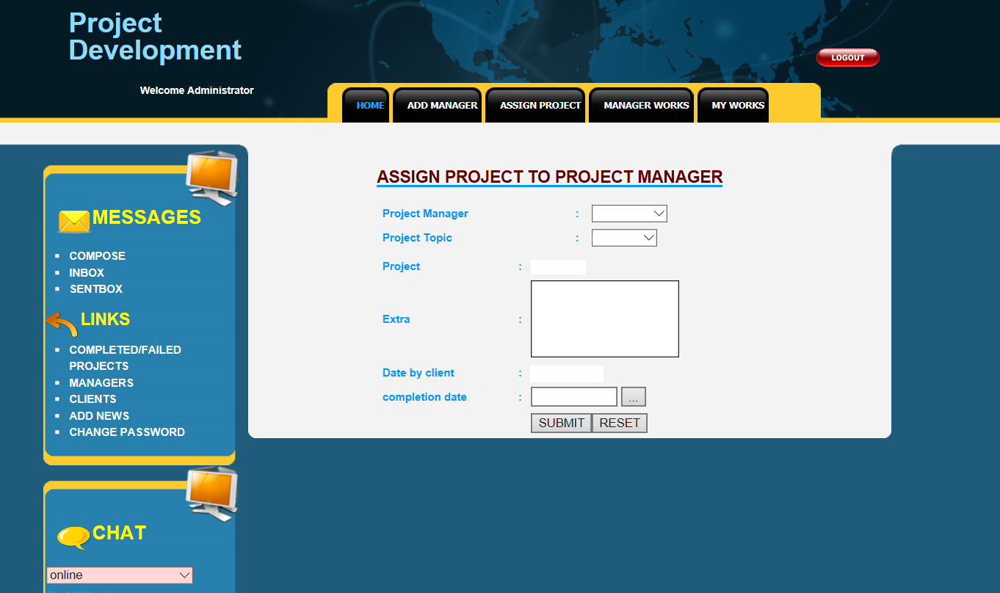 Project
Development
LOGOUT
Welcome Administrator
HOME
ADD MANAGER
ASSIGN PROJECT
MANAGER WORKS
MY WORKS
MESSAGES
COMPOSE
INBOX
SENTBOX
LINKS
COMPLETED/FAILED
PROJECTS
MANAGERS
CLIENTS
ADD NEWS
CHANGE PASSWORD
CHAT
online
ASSIGN PROJECT TO PROJECT MANAGER
Project Manager :
Project Topic :
Project :
Extra :
Date by client :
completion date : ...
SUBMIT RESET